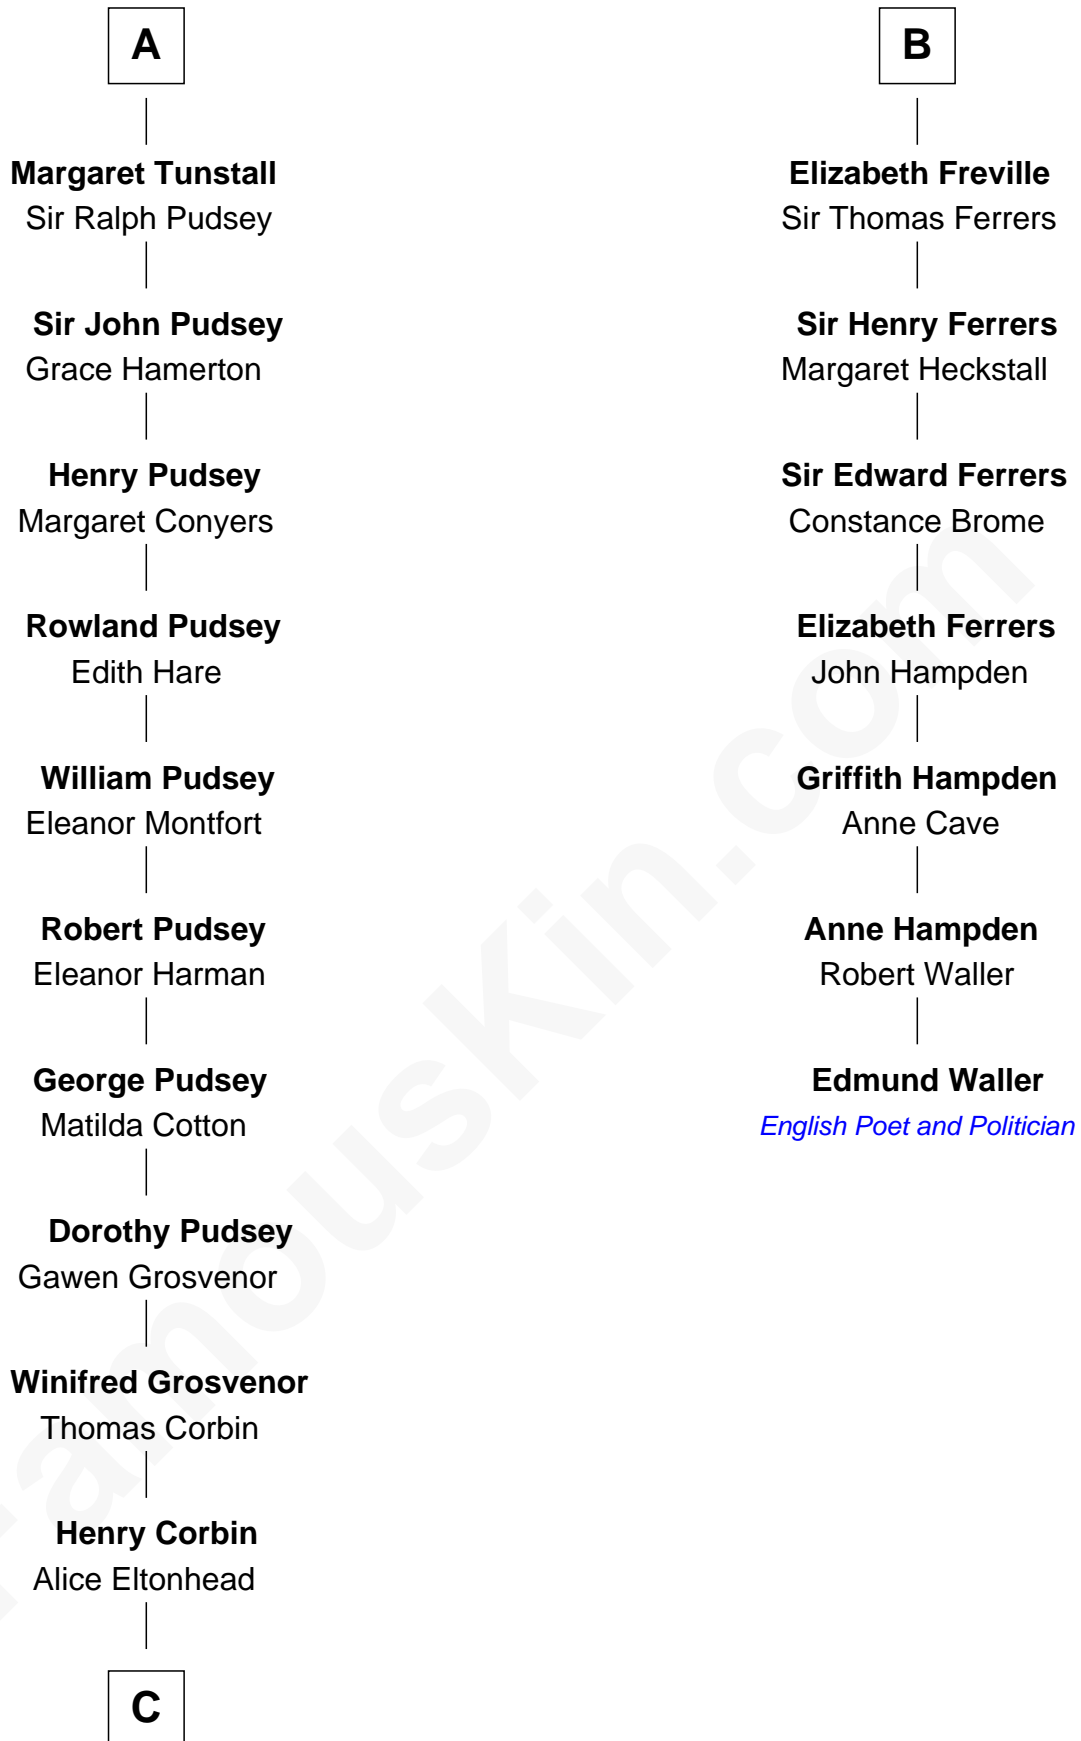 A
Margaret Tunstall
Sir Ralph Pudsey
Sir John Pudsey
Grace Hamerton
Henry Pudsey
Margaret Conyers
Rowland Pudsey
Edith Hare
William Pudsey
Eleanor Montfort
Robert Pudsey
Eleanor Harman
George Pudsey
Matilda Cotton
Dorothy Pudsey
Gawen Grosvenor
Winifred Grosvenor
Thomas Corbin
Henry Corbin
Alice Eltonhead
C
B
Elizabeth Freville
Sir Thomas Ferrers
Sir Henry Ferrers
Margaret Heckstall
Sir Edward Ferrers
Constance Brome
Elizabeth Ferrers
John Hampden
Griffith Hampden
Anne Cave
Anne Hampden
Robert Waller
Edmund Waller
English Poet and Politician
FamousKin.com